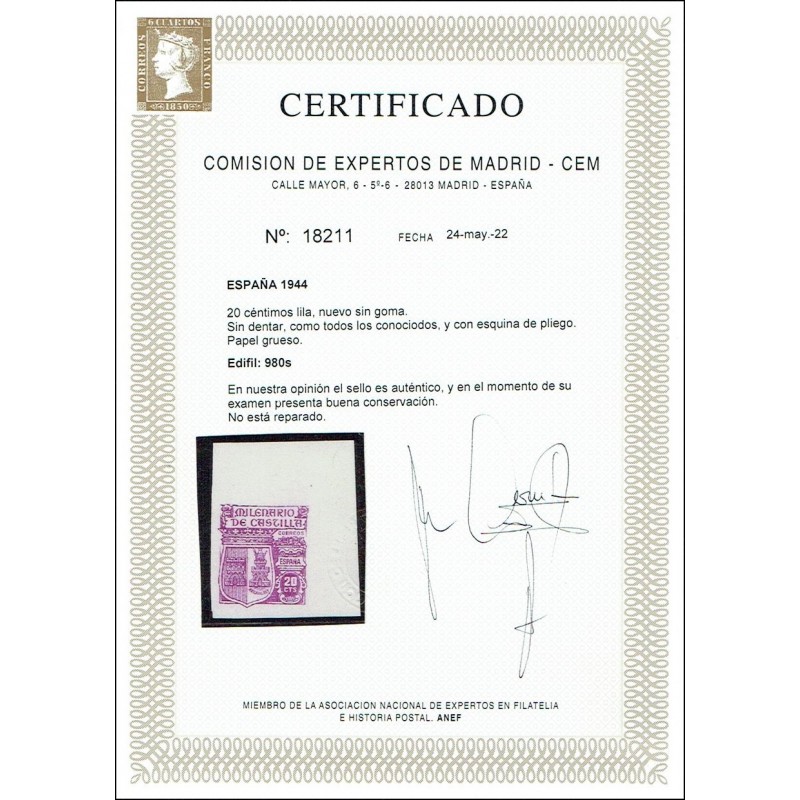 6 CUARTOS
CORREOS
FRANCO
1850
CERTIFICADO
COMISION DE EXPERTOS DE MADRID - CEM
CALLE MAYOR, 6 - 5º-6 - 28013 MADRID - ESPAÑA
Nº: 18211 FECHA 24-may.-22
ESPAÑA 1944
20 céntimos lila, nuevo sin goma.
Sin dentar, como todos los conociodos, y con esquina de pliego.
Papel grueso.
Edifil: 980s
En nuestra opinión el sello es auténtico, y en el momento de su
examen presenta buena conservación.
No está reparado.
MILENARIO
DE CASTILLA
CORREOS
ESPAÑA
20
CTS
MIEMBRO DE LA ASOCIACION NACIONAL DE EXPERTOS EN FILATELIA
E HISTORIA POSTAL. ANEF